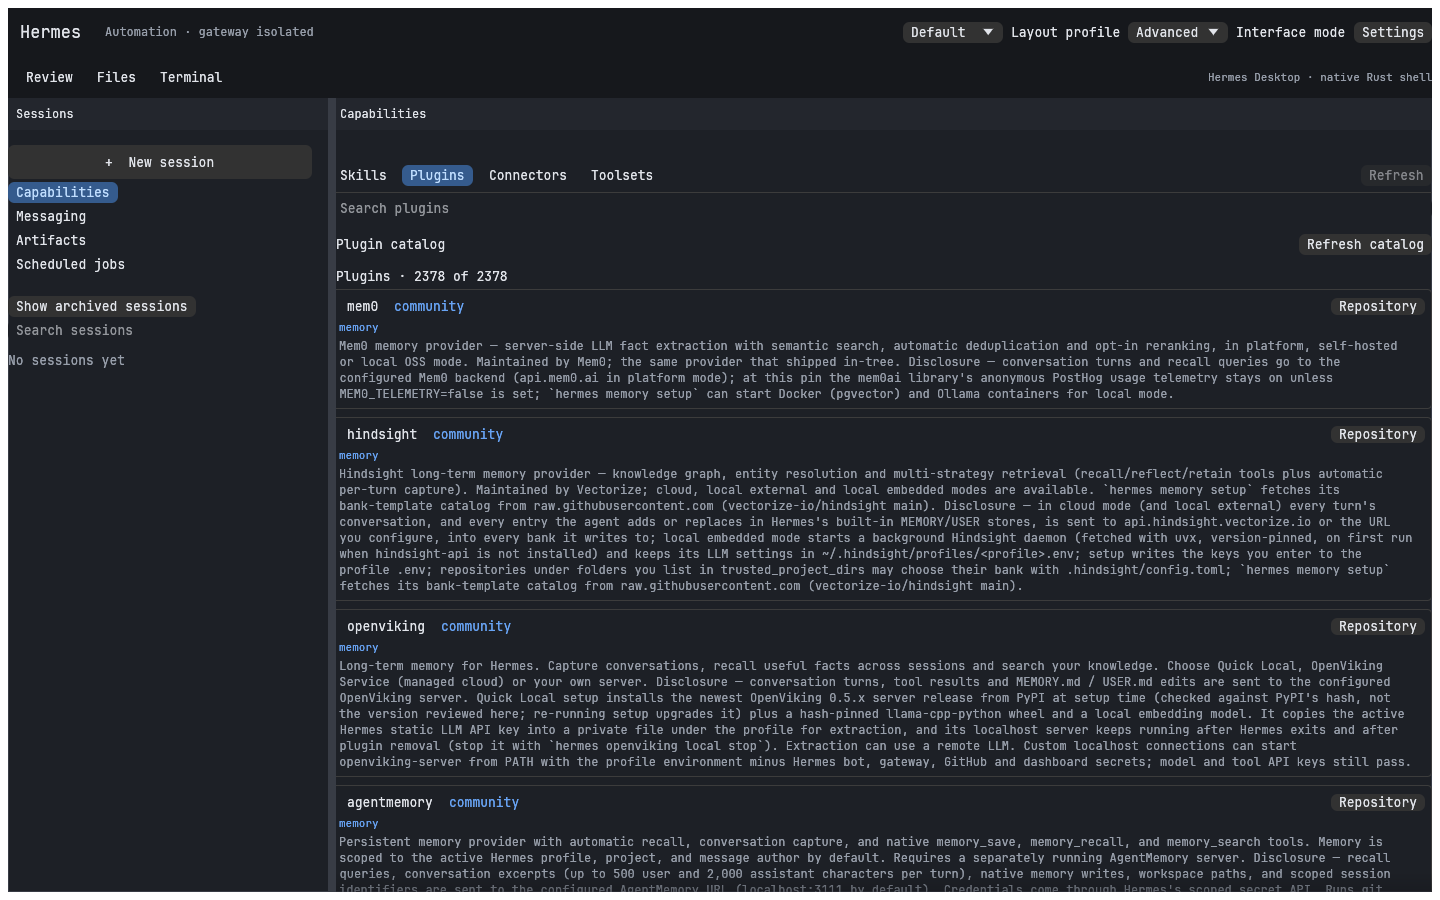 Hermes
Automation · gateway isolated
Default
Layout profile
Advanced
Interface mode
Settings
Review
Files
Terminal
Hermes Desktop · native Rust shell
Sessions
+ New session
Capabilities
Messaging
Artifacts
Scheduled jobs
Show archived sessions
Search sessions
No sessions yet
Capabilities
Skills
Plugins
Connectors
Toolsets
Refresh
Search plugins
Plugin catalog
Refresh catalog
Plugins · 2378 of 2378
mem0 community
Repository
memory
Mem0 memory provider — server-side LLM fact extraction with semantic search, automatic deduplication and opt-in reranking, in platform, self-hosted
or local OSS mode. Maintained by Mem0; the same provider that shipped in-tree. Disclosure — conversation turns and recall queries go to the
configured Mem0 backend (api.mem0.ai in platform mode); at this pin the mem0ai library's anonymous PostHog usage telemetry stays on unless
MEM0_TELEMETRY=false is set; `hermes memory setup` can start Docker (pgvector) and Ollama containers for local mode.
hindsight community
Repository
memory
Hindsight long-term memory provider — knowledge graph, entity resolution and multi-strategy retrieval (recall/reflect/retain tools plus automatic
per-turn capture). Maintained by Vectorize; cloud, local external and local embedded modes are available. `hermes memory setup` fetches its
bank-template catalog from raw.githubusercontent.com (vectorize-io/hindsight main). Disclosure — in cloud mode (and local external) every turn's
conversation, and every entry the agent adds or replaces in Hermes's built-in MEMORY/USER stores, is sent to api.hindsight.vectorize.io or the URL
you configure, into every bank it writes to; local embedded mode starts a background Hindsight daemon (fetched with uvx, version-pinned, on first run
when hindsight-api is not installed) and keeps its LLM settings in ~/.hindsight/profiles/<profile>.env; setup writes the keys you enter to the
profile .env; repositories under folders you list in trusted_project_dirs may choose their bank with .hindsight/config.toml; `hermes memory setup`
fetches its bank-template catalog from raw.githubusercontent.com (vectorize-io/hindsight main).
openviking community
Repository
memory
Long-term memory for Hermes. Capture conversations, recall useful facts across sessions and search your knowledge. Choose Quick Local, OpenViking
Service (managed cloud) or your own server. Disclosure — conversation turns, tool results and MEMORY.md / USER.md edits are sent to the configured
OpenViking server. Quick Local setup installs the newest OpenViking 0.5.x server release from PyPI at setup time (checked against PyPI's hash, not
the version reviewed here; re-running setup upgrades it) plus a hash-pinned llama-cpp-python wheel and a local embedding model. It copies the active
Hermes static LLM API key into a private file under the profile for extraction, and its localhost server keeps running after Hermes exits and after
plugin removal (stop it with `hermes openviking local stop`). Extraction can use a remote LLM. Custom localhost connections can start
openviking-server from PATH with the profile environment minus Hermes bot, gateway, GitHub and dashboard secrets; model and tool API keys still pass.
agentmemory community
Repository
memory
Persistent memory provider with automatic recall, conversation capture, and native memory_save, memory_recall, and memory_search tools. Memory is
scoped to the active Hermes profile, project, and message author by default. Requires a separately running AgentMemory server. Disclosure — recall
queries, conversation excerpts (up to 500 user and 2,000 assistant characters per turn), native memory writes, workspace paths, and scoped session
identifiers are sent to the configured AgentMemory URL (localhost:3111 by default). Credentials come through Hermes's scoped secret API. Runs git